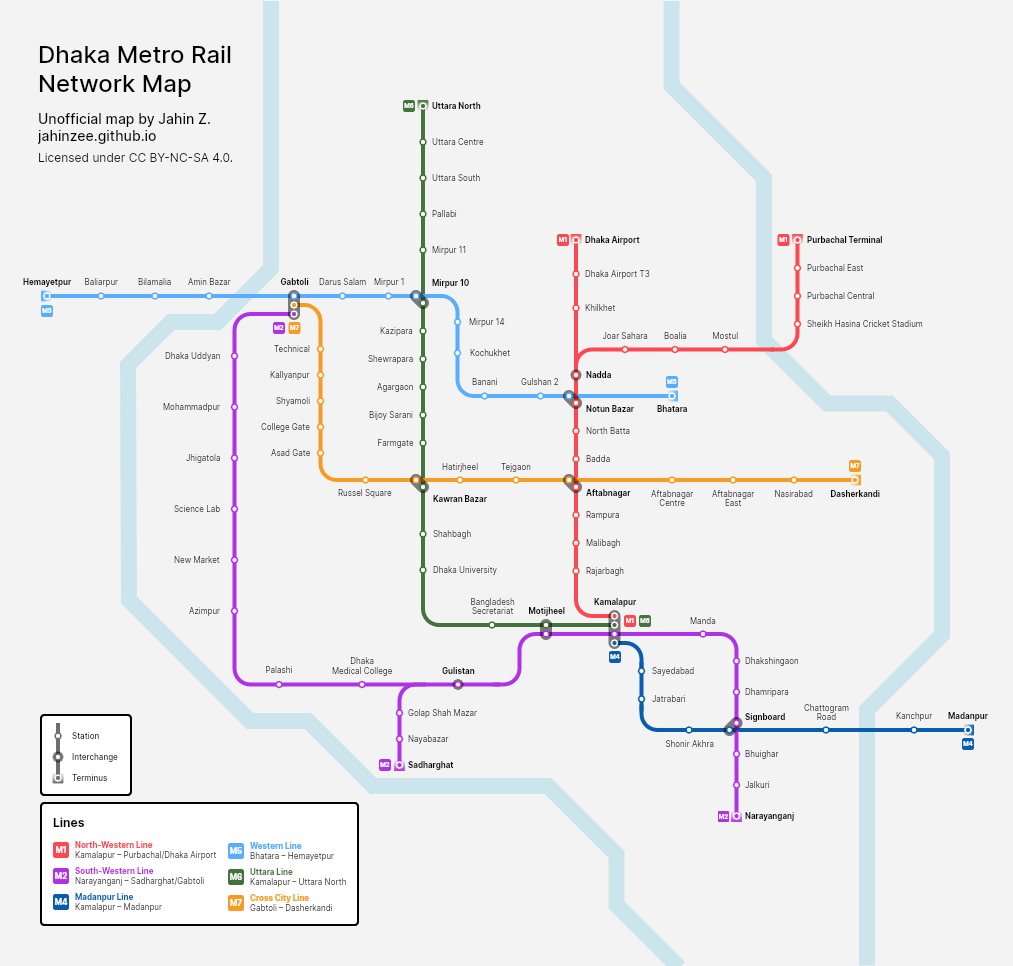 Dhaka Metro Rail
Network Map
Unofficial map by Jahin Z.
jahinzee.github.io
Licensed under CC BY-NC-SA 4.0.
M6
Uttara North
Uttara Centre
Uttara South
Pallabi
Mirpur 11
M1
Dhaka Airport
M1
Purbachal Terminal
Dhaka Airport T3
Purbachal East
Khilkhet
Purbachal Central
Sheikh Hasina Cricket Stadium
Hemayetpur
Baliarpur
Bilamalia
Amin Bazar
Gabtoli
Darus Salam
Mirpur 1
Mirpur 10
M5
M2
M7
Mirpur 14
Kazipara
Joar Sahara
Boalia
Mostul
Technical
Dhaka Uddyan
Shewrapara
Kochukhet
Kallyanpur
Nadda
Agargaon
Banani
Gulshan 2
M5
Shyamoli
Mohammadpur
Bijoy Sarani
Notun Bazar
Bhatara
College Gate
North Batta
Farmgate
Asad Gate
Jhigatola
Badda
Hatirjheel
Tejgaon
M7
Russel Square
Kawran Bazar
Aftabnagar
Aftabnagar
Centre
Aftabnagar
East
Nasirabad
Dasherkandi
Science Lab
Rampura
Shahbagh
Malibagh
New Market
Dhaka University
Rajarbagh
Azimpur
Bangladesh
Secretariat
Motijheel
Kamalapur
M1
M6
Manda
M4
Palashi
Dhaka
Medical College
Gulistan
Sayedabad
Dhakshingaon
Jatrabari
Dhamripara
Golap Shah Mazar
Signboard
Chattogram
Road
Kanchpur
Madanpur
Nayabazar
Shonir Akhra
M4
M2
Sadharghat
Bhuighar
Jalkuri
M2
Narayanganj
Station
Interchange
Terminus
Lines
M1
North-Western Line
Kamalapur – Purbachal/Dhaka Airport
M2
South-Western Line
Narayanganj – Sadharghat/Gabtoli
M4
Madanpur Line
Kamalapur – Madanpur
M5
Western Line
Bhatara – Hemayetpur
M6
Uttara Line
Kamalapur – Uttara North
M7
Cross City Line
Gabtoli – Dasherkandi